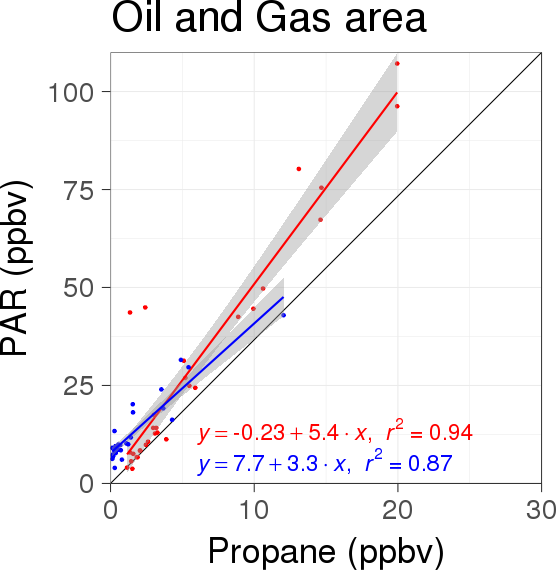 Oil and Gas area
PAR (ppbv)
100
75
50
25
0
y = -0.23 + 5.4 · x, r² = 0.94
y = 7.7 + 3.3 · x, r² = 0.87
0 10 20 30
Propane (ppbv)